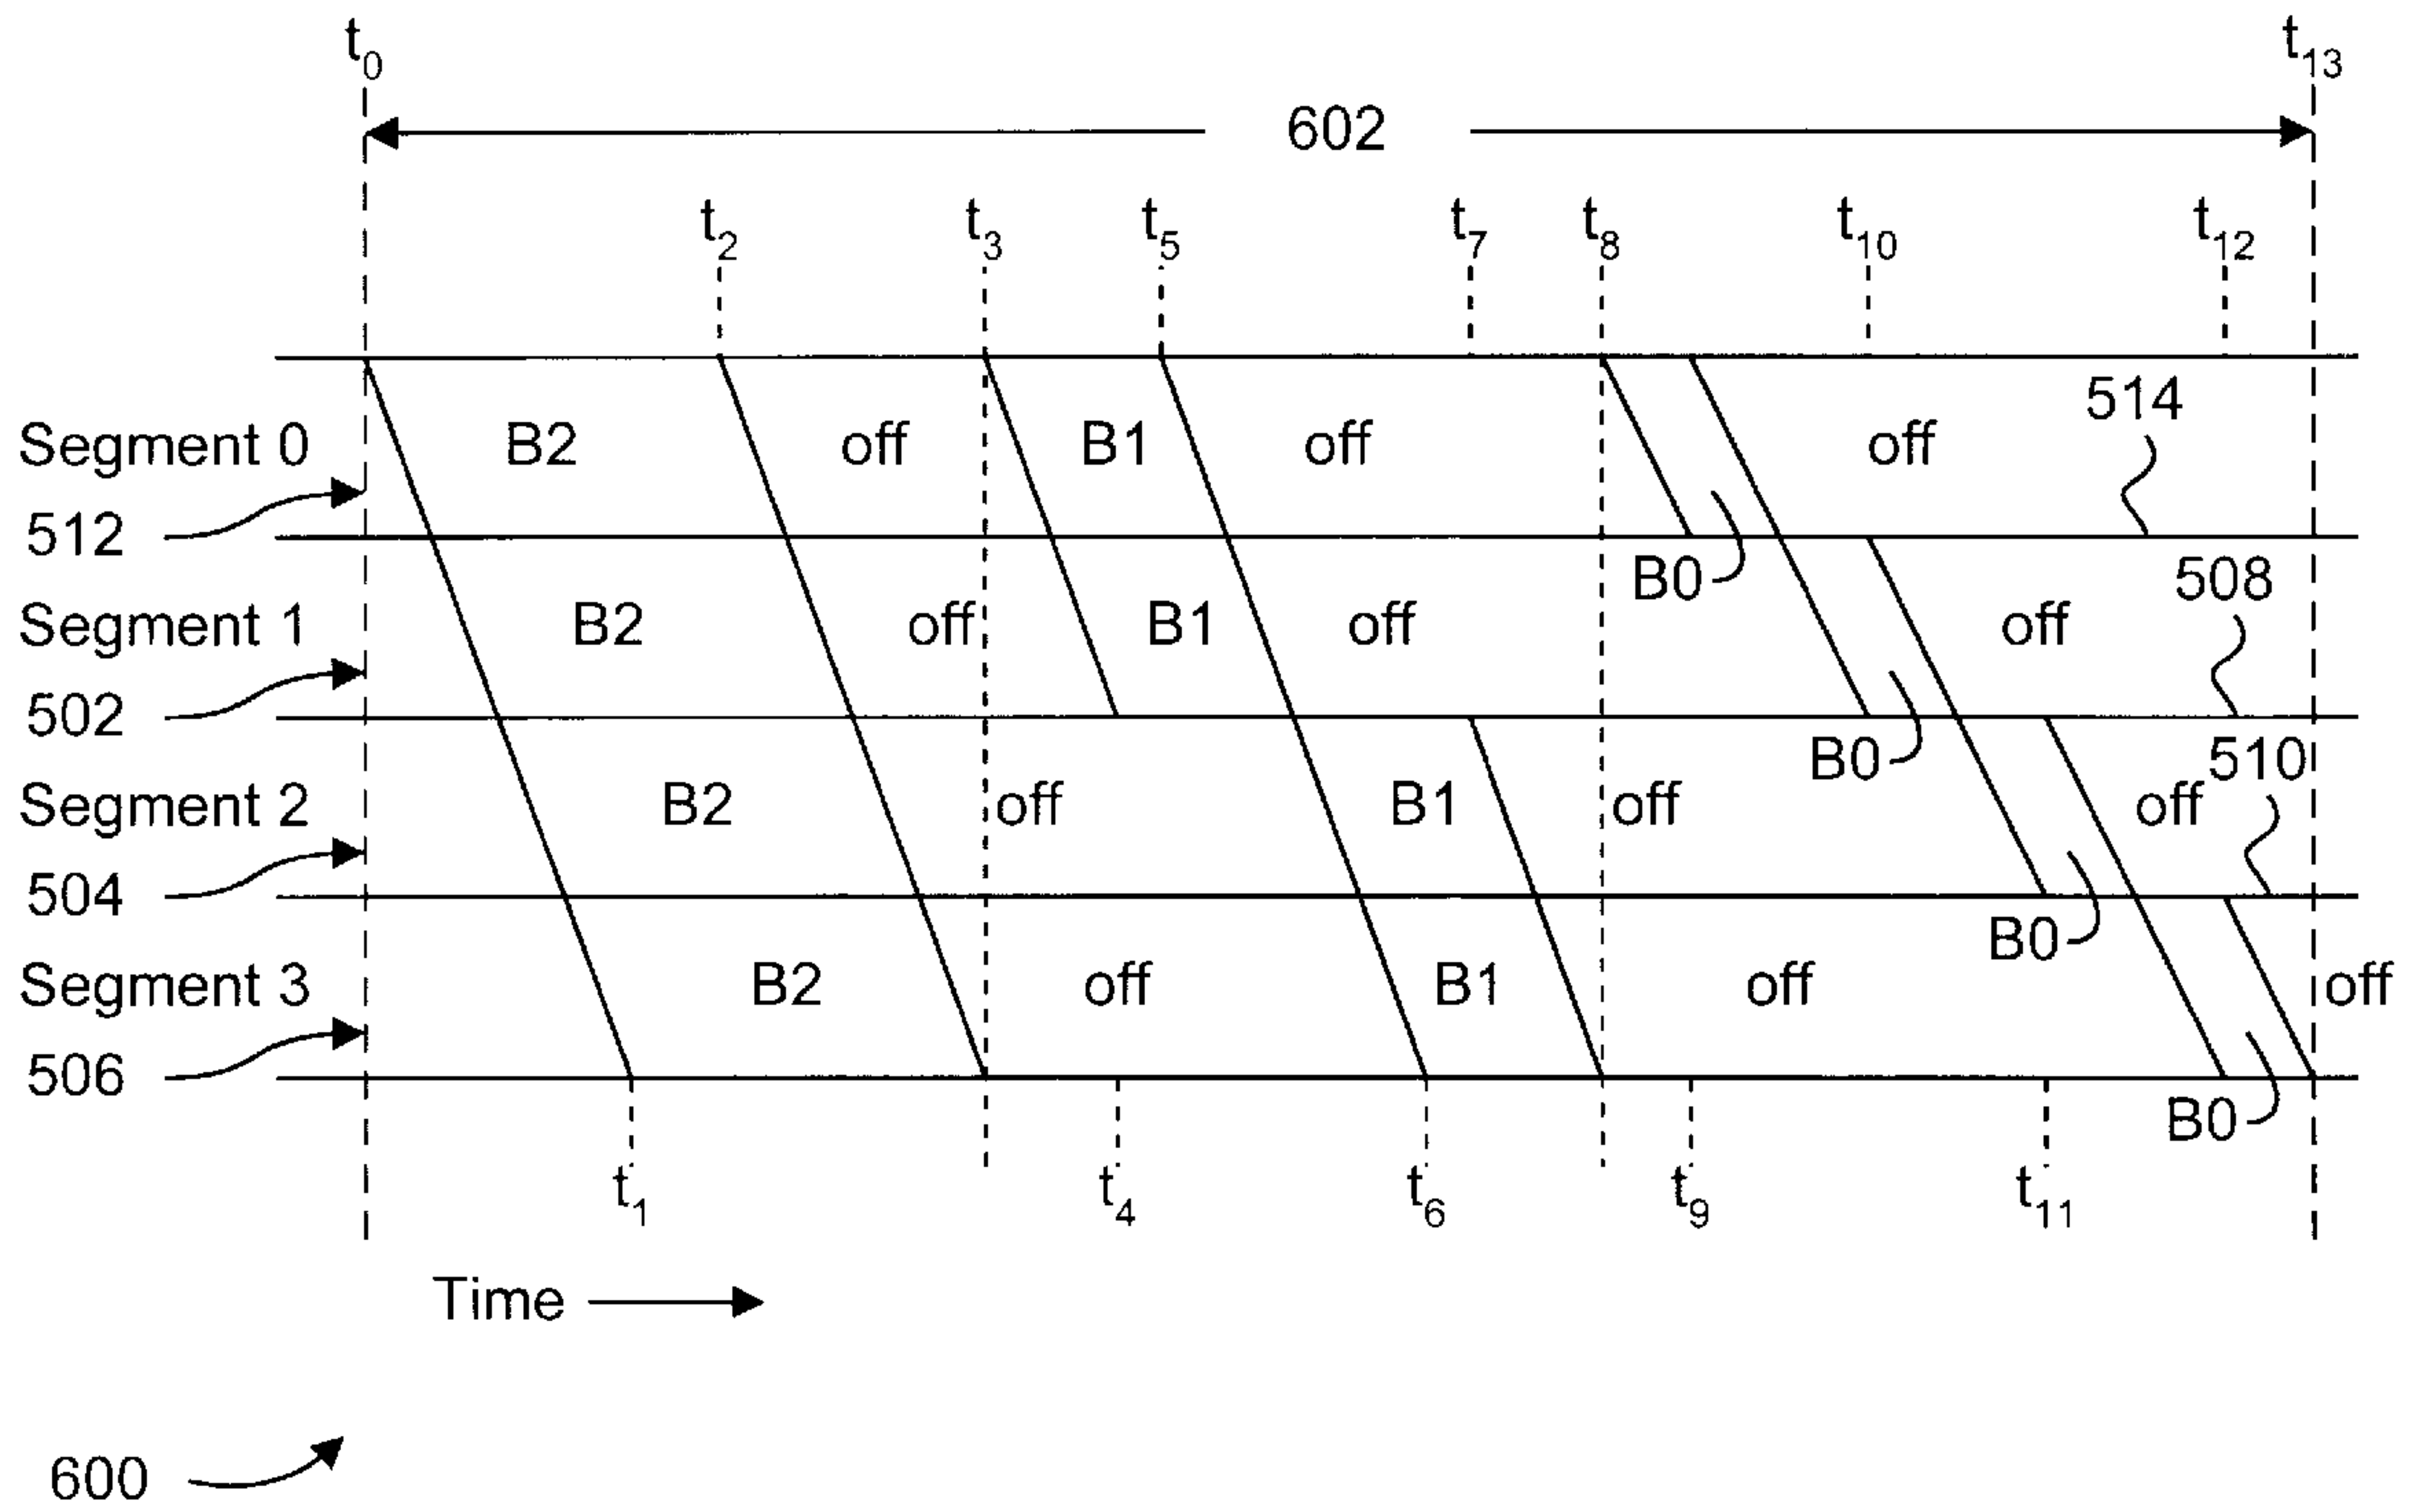 t0 t13
602
t2 t3 t5 t7 t8 t10 t12
514
Segment 0 B2 off B1 off off
512
B0 508
Segment 1 B2 off B1 off off
502
B0 510
Segment 2 B2 off B1 off off
504
B0
Segment 3 B2 off B1 off off
506
B0
t1 t4 t6 t9 t11
Time
600